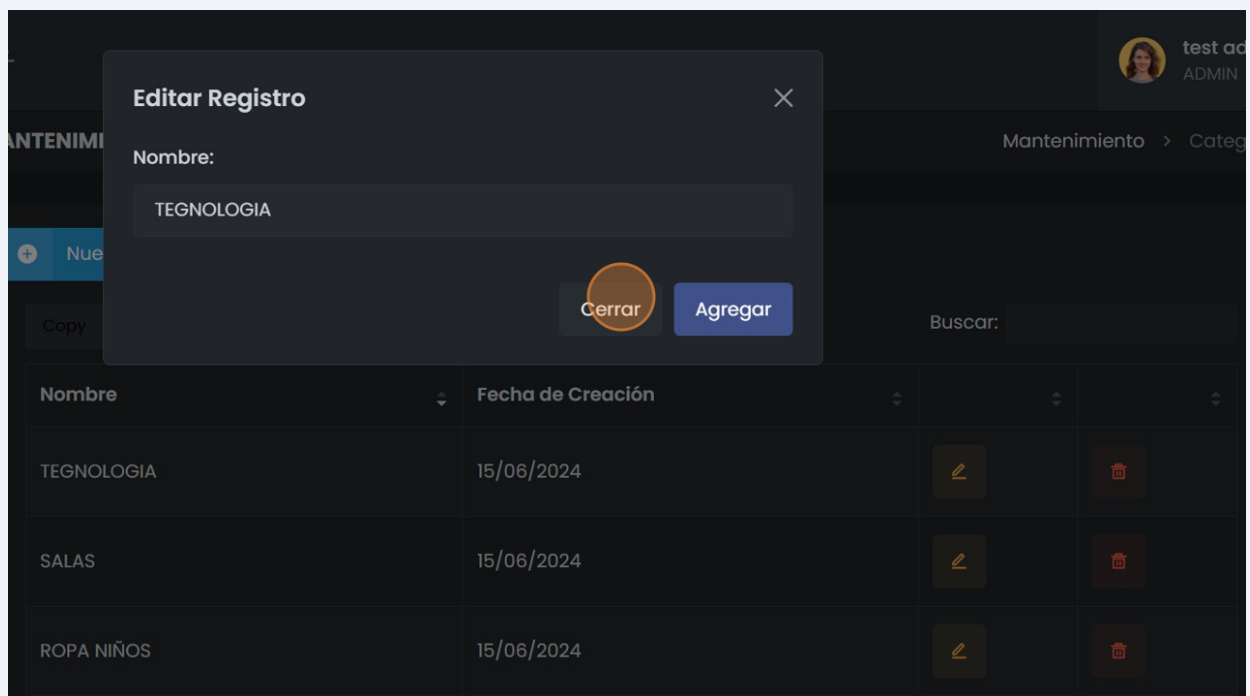 test ad
ADMIN
Editar Registro
ANTENIMI
Mantenimiento > Categ
Nombre:
TEGNOLOGIA
Nue
Cerrar
Agregar
Copy
Buscar:
Nombre Fecha de Creación
TEGNOLOGIA 15/06/2024
SALAS 15/06/2024
ROPA NIÑOS 15/06/2024